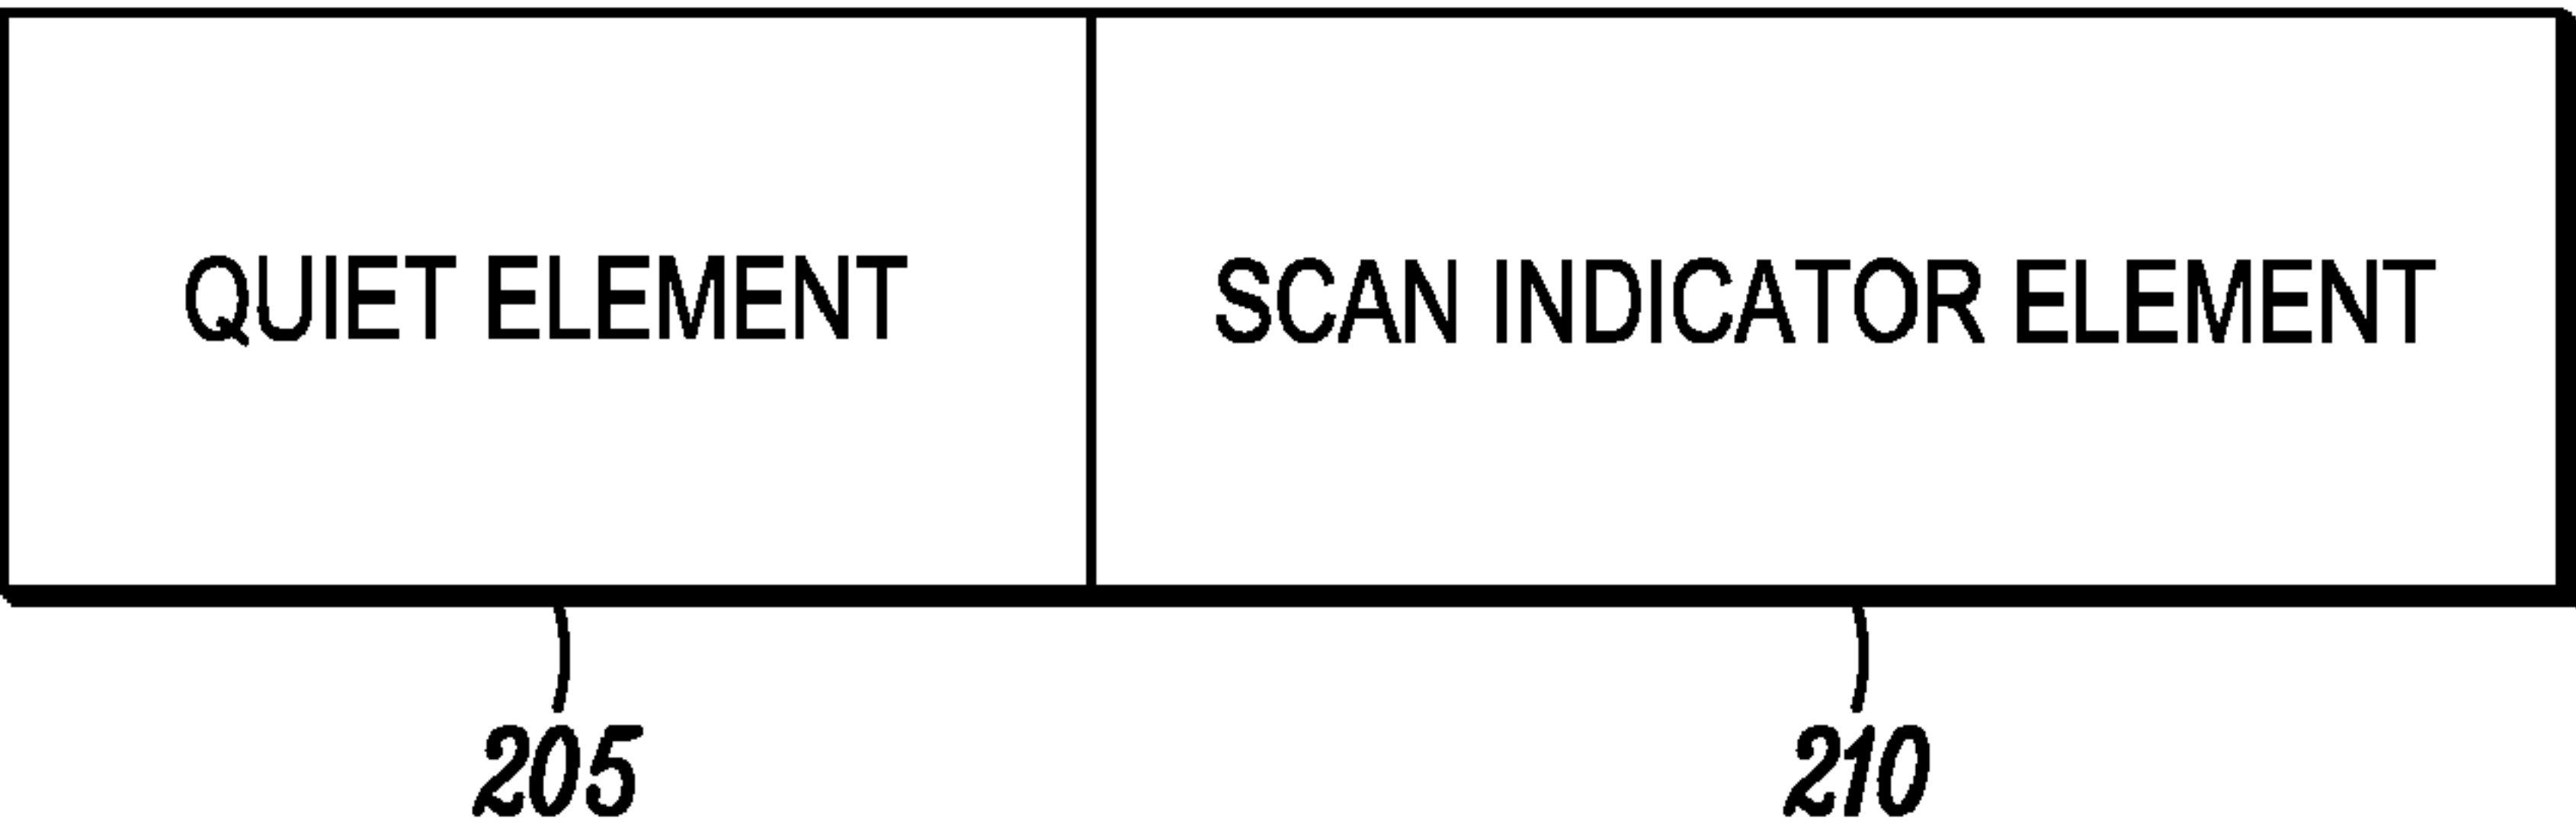 QUIET ELEMENT
SCAN INDICATOR ELEMENT
205
210